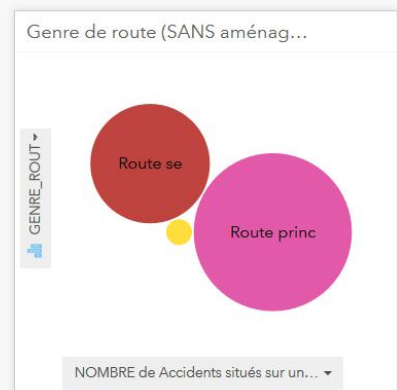 Genre de route (SANS aménag…
GENRE_ROUT
Route se
Route princ
NOMBRE de Accidents situés sur un…